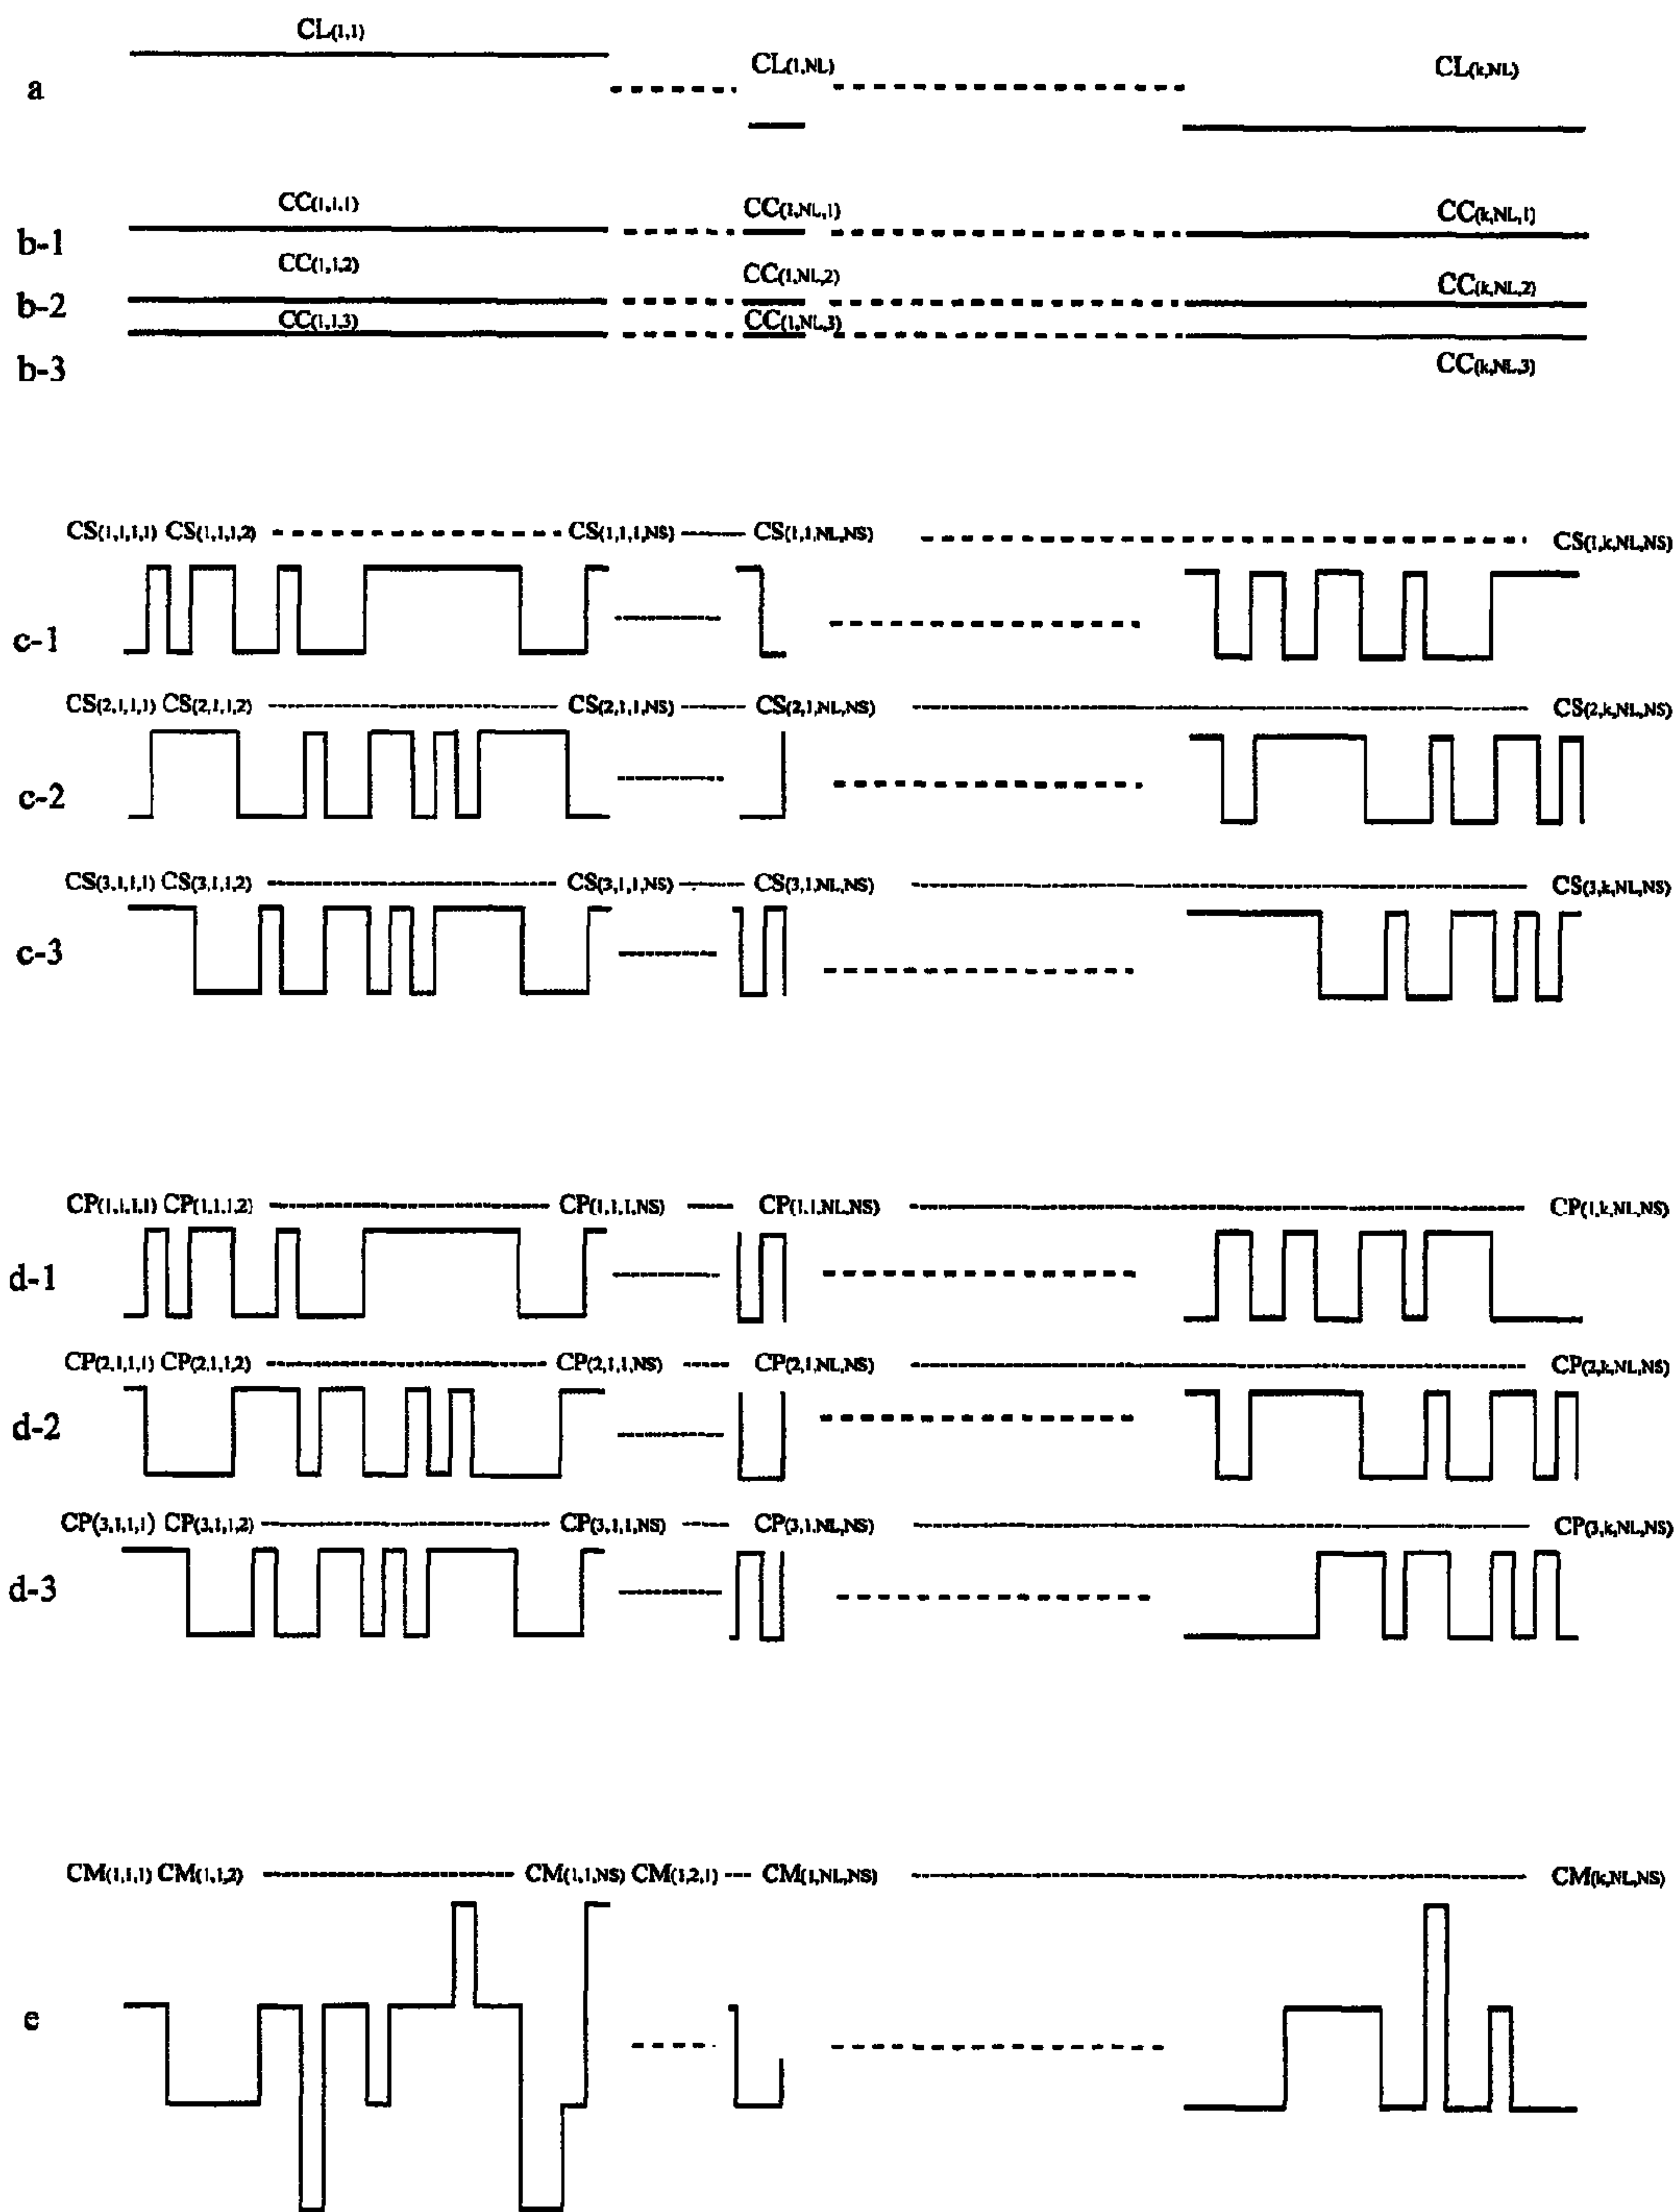 CL(1,1)
a CL(1,NL) CL(k,NL)
CC(1,1,1) CC(1,NL,1) CC(k,NL,1)
b-1
CC(1,1,2) CC(1,NL,2) CC(k,NL,2)
b-2
CC(1,1,3) CC(1,NL,3)
b-3 CC(k,NL,3)
CS(1,1,1,1) CS(1,1,1,2) CS(1,1,1,NS) CS(1,1,NL,NS) CS(1,k,NL,NS)
c-1
CS(2,1,1,1) CS(2,1,1,2) CS(2,1,1,NS) CS(2,1,NL,NS) CS(2,k,NL,NS)
c-2
CS(3,1,1,1) CS(3,1,1,2) CS(3,1,1,NS) CS(3,1,NL,NS) CS(3,k,NL,NS)
c-3
CP(1,1,1,1) CP(1,1,1,2) CP(1,1,1,NS) CP(1,1,NL,NS) CP(1,k,NL,NS)
d-1
CP(2,1,1,1) CP(2,1,1,2) CP(2,1,1,NS) CP(2,1,NL,NS) CP(2,k,NL,NS)
d-2
CP(3,1,1,1) CP(3,1,1,2) CP(3,1,1,NS) CP(3,1,NL,NS) CP(3,k,NL,NS)
d-3
CM(1,1,1) CM(1,1,2) CM(1,1,NS) CM(1,2,1) CM(1,NL,NS) CM(k,NL,NS)
e